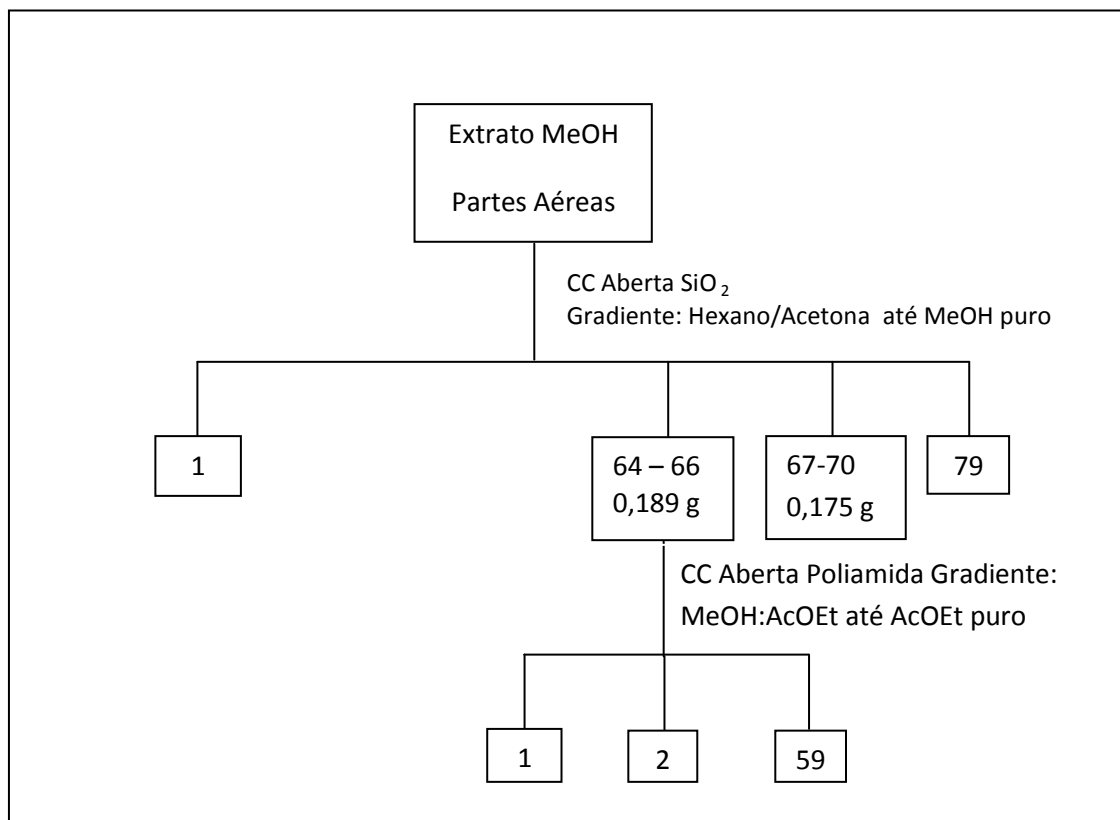 Extrato MeOH
Partes Aéreas
CC Aberta SiO₂
Gradiente: Hexano/Acetona até MeOH puro
1
64 – 66
0,189 g
67-70
0,175 g
79
CC Aberta Poliamida Gradiente:
MeOH:AcOEt até AcOEt puro
1
2
59